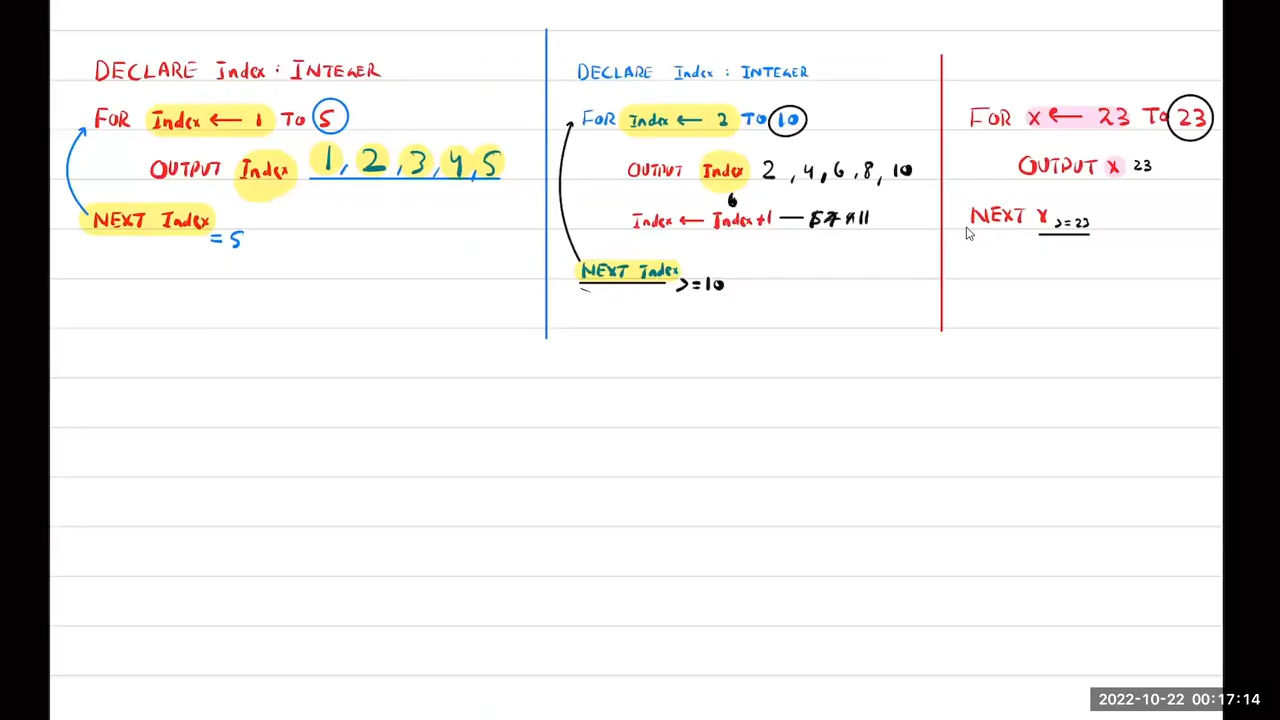 DECLARE Index : INTEGER
FOR Index ← 1 TO 5
OUTPUT Index 1, 2, 3, 4, 5
NEXT Index
= 5
DECLARE Index : INTEGER
FOR Index ← 2 TO 10
OUTPUT Index 2, 4, 6, 8, 10
6
Index ← Index+1 — 11
NEXT Index >=10
FOR x ← 23 TO 23
OUTPUT x 23
NEXT x >=23
2022-10-22 00:17:14